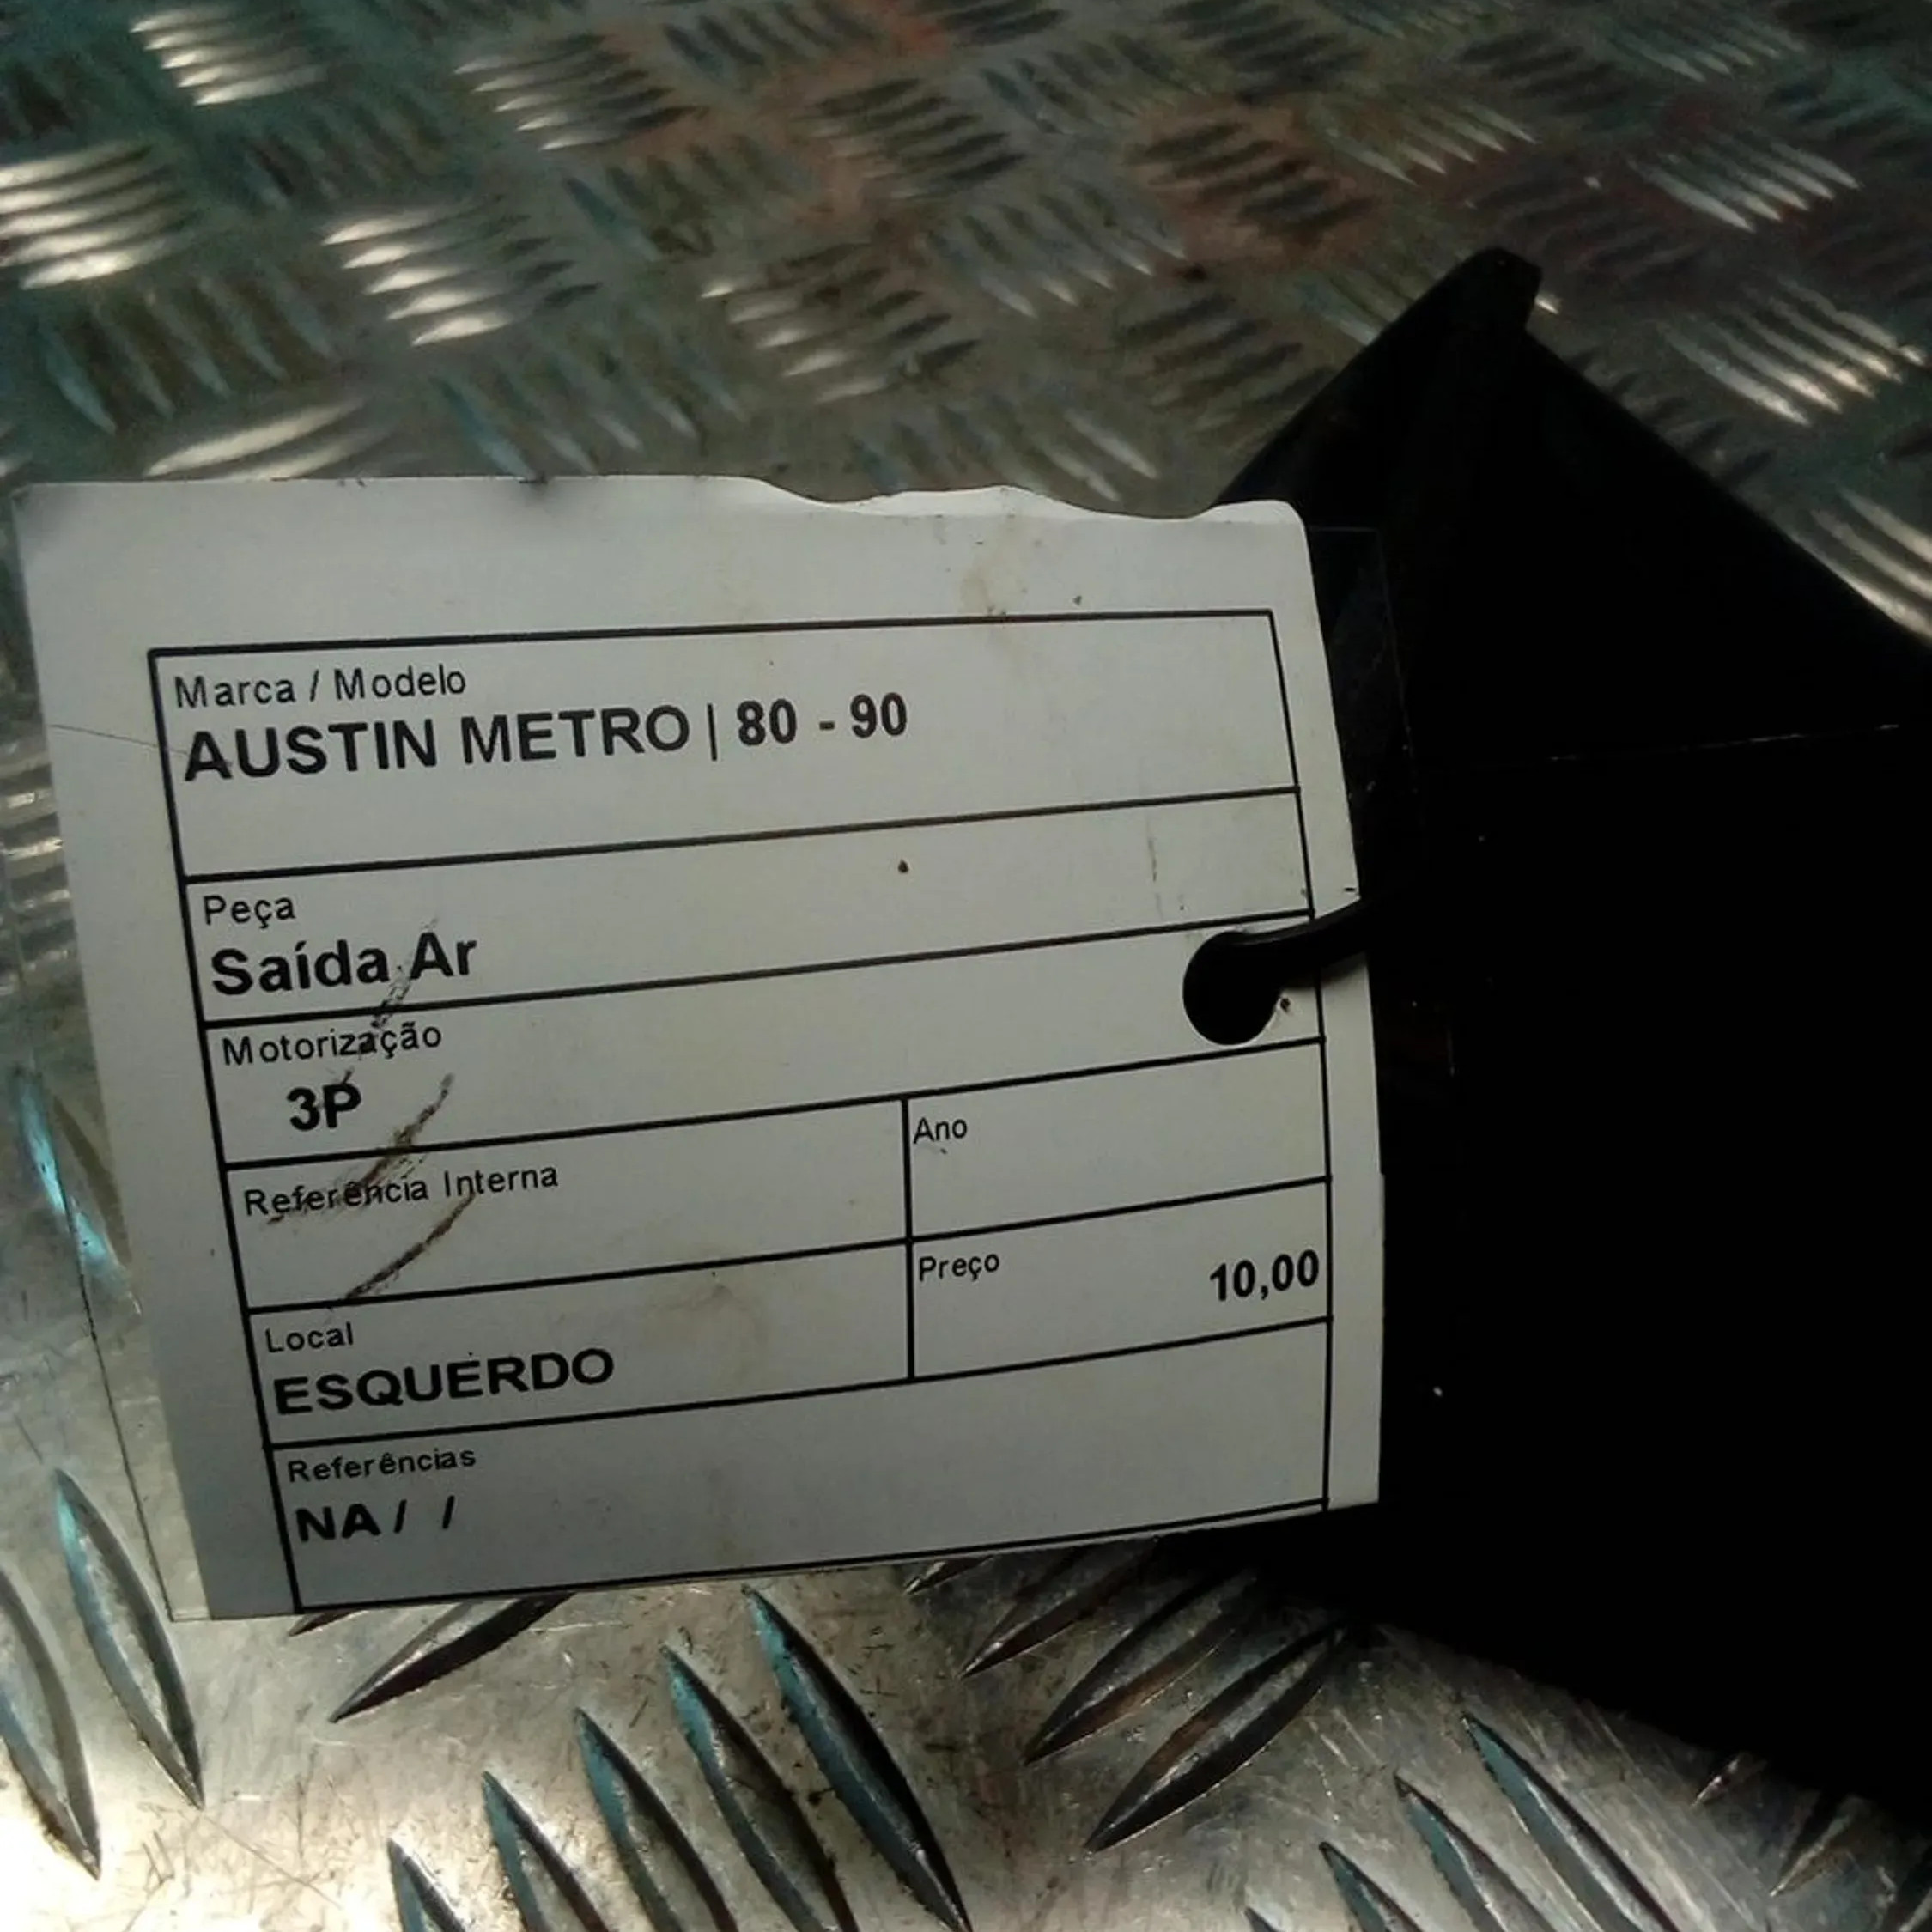 Marca / Modelo
AUSTIN METRO | 80 - 90
Peça
Saída Ar
Motorização
3P
Referência Interna
Ano
Preço
10,00
Local
ESQUERDO
Referências
NA / /